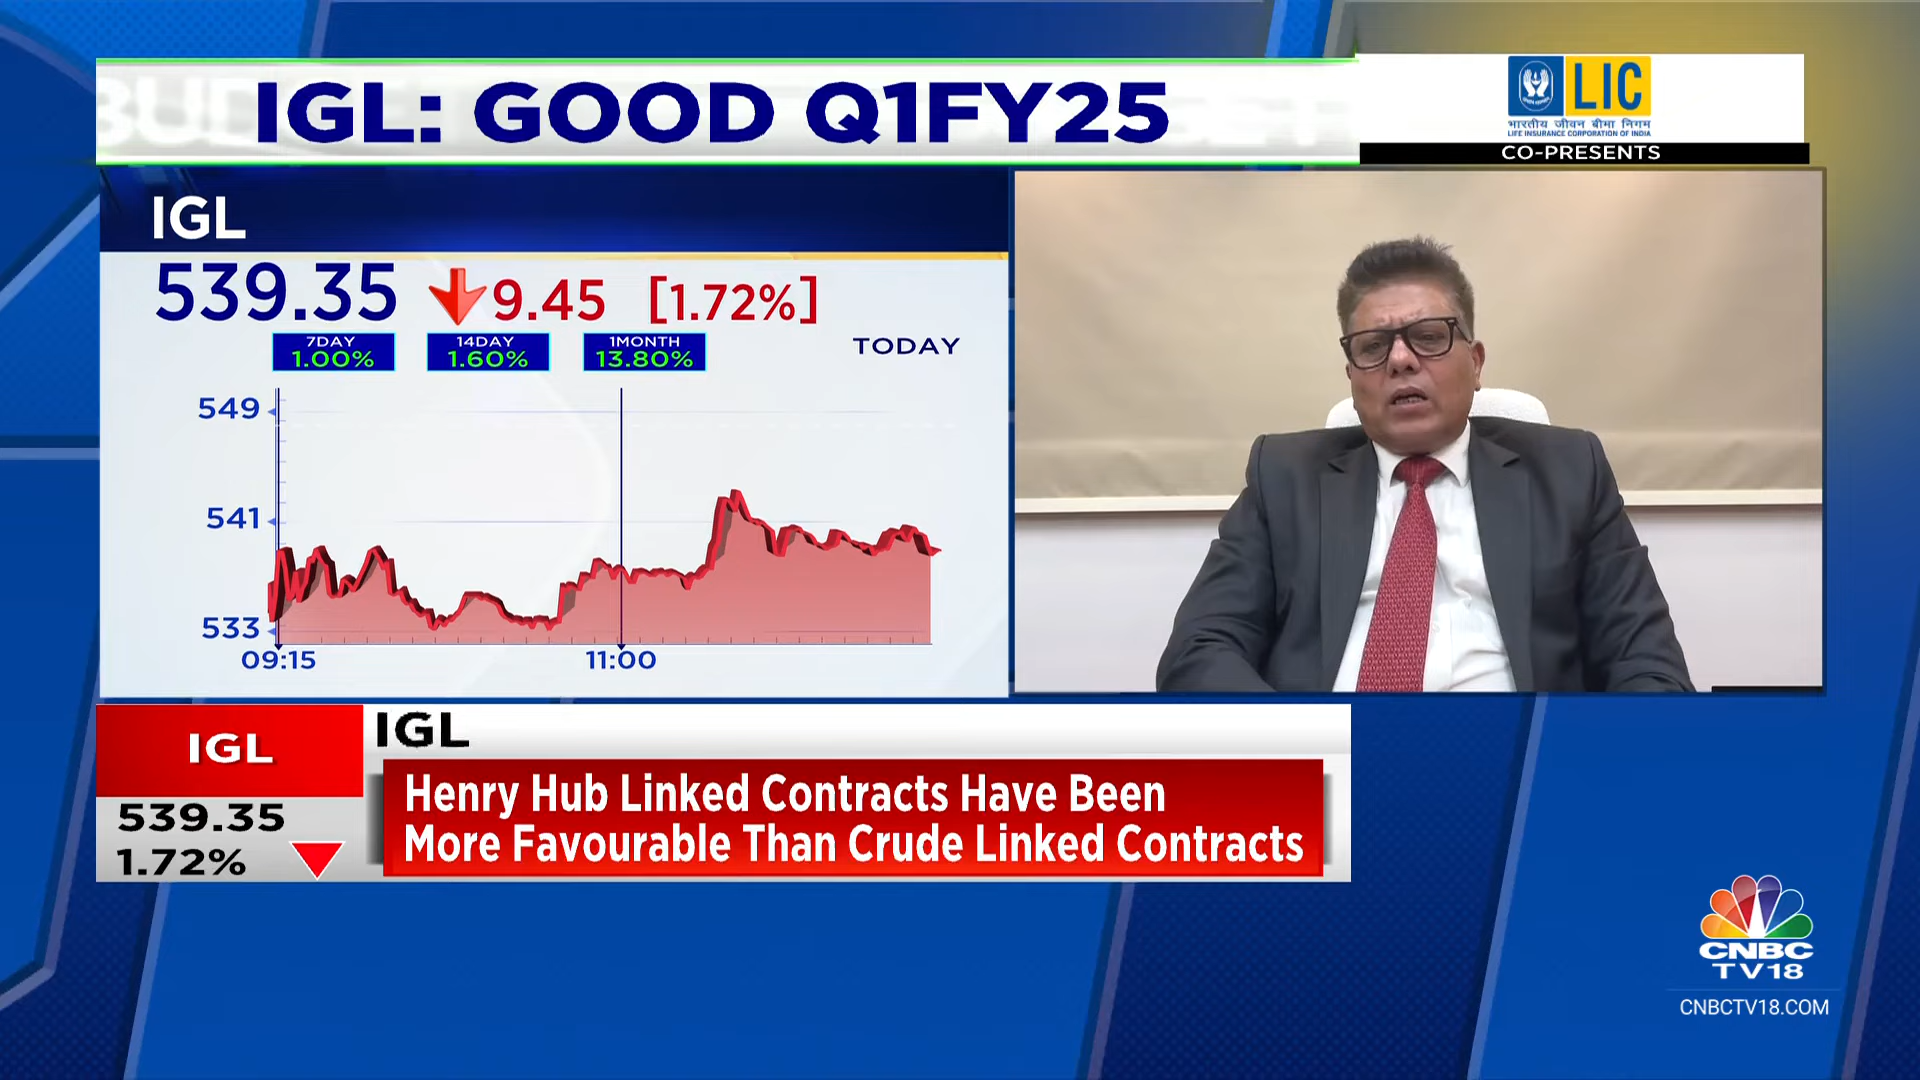 IGL: GOOD Q1FY25
LIC
भारतीय जीवन बीमा निगम
LIFE INSURANCE CORPORATION OF INDIA
CO-PRESENTS
IGL
539.35 9.45 [1.72%]
7DAY 14DAY 1MONTH
1.00% 1.60% 13.80%
TODAY
549
541
533
09:15 11:00
IGL
539.35
1.72%
IGL
Henry Hub Linked Contracts Have Been
More Favourable Than Crude Linked Contracts
CNBC
TV18
CNBCTV18.COM